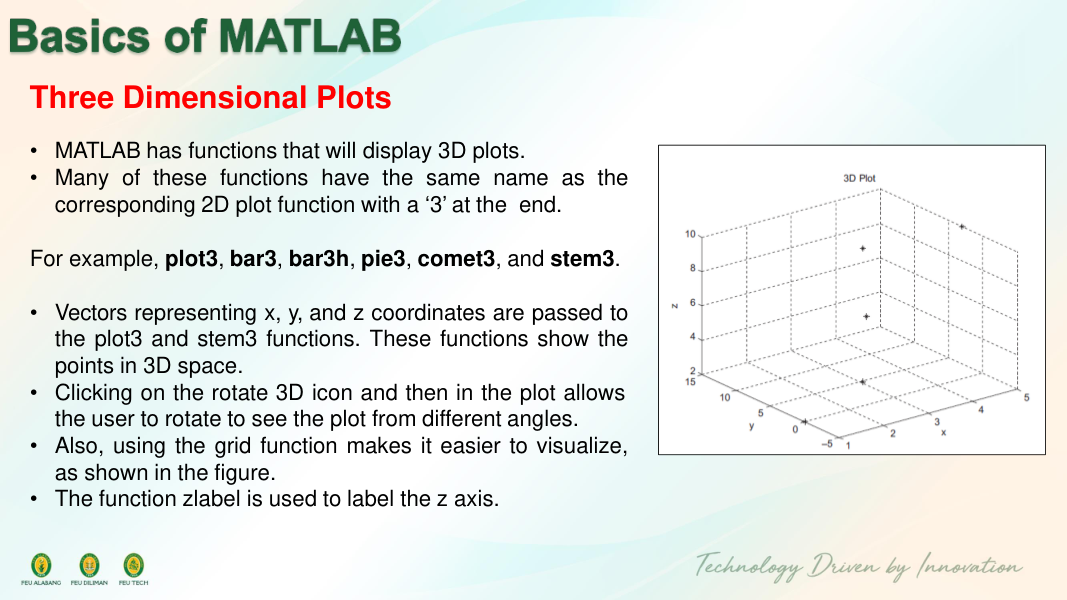 Basics of MATLAB
Three Dimensional Plots
• MATLAB has functions that will display 3D plots.
• Many of these functions have the same name as the
corresponding 2D plot function with a ‘3’ at the end.
For example, plot3, bar3, bar3h, pie3, comet3, and stem3.
• Vectors representing x, y, and z coordinates are passed to
the plot3 and stem3 functions. These functions show the
points in 3D space.
• Clicking on the rotate 3D icon and then in the plot allows
the user to rotate to see the plot from different angles.
• Also, using the grid function makes it easier to visualize,
as shown in the figure.
• The function zlabel is used to label the z axis.
3D Plot
10
8
z
6
4
2
15
10
5
y
0
–5
1
2
3
x
4
5
FEU ALABANG FEU DILIMAN FEU TECH
Technology Driven by Innovation